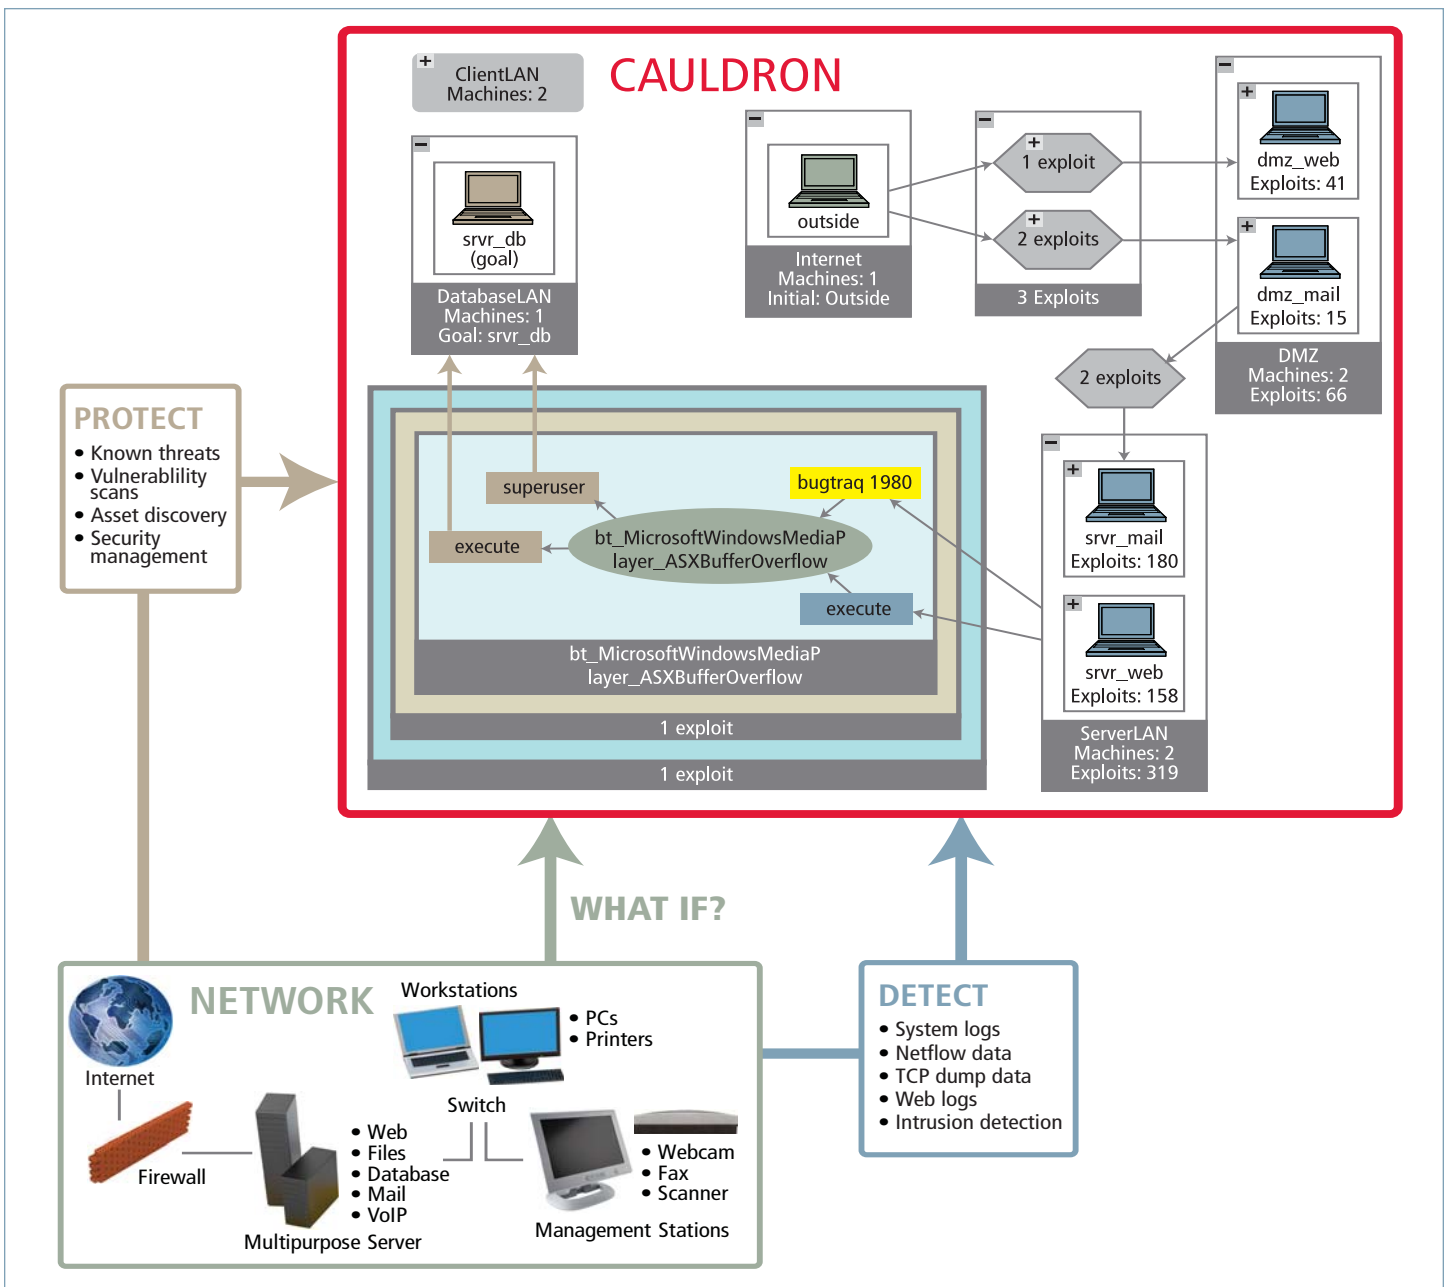 CAULDRON
+
ClientLAN
Machines: 2
−
srvr_db
(goal)
DatabaseLAN
Machines: 1
Goal: srvr_db
−
outside
Internet
Machines: 1
Initial: Outside
−
+
1 exploit
+
2 exploits
3 Exploits
−
+
dmz_web
Exploits: 41
+
dmz_mail
Exploits: 15
DMZ
Machines: 2
Exploits: 66
2 exploits
−
+
srvr_mail
Exploits: 180
+
srvr_web
Exploits: 158
ServerLAN
Machines: 2
Exploits: 319
superuser
bugtraq 1980
execute
bt_MicrosoftWindowsMediaP
layer_ASXBufferOverflow
execute
bt_MicrosoftWindowsMediaP
layer_ASXBufferOverflow
1 exploit
1 exploit
PROTECT
• Known threats
• Vulnerablility
scans
• Asset discovery
• Security
management
WHAT IF?
NETWORK
Internet
Firewall
Workstations
• PCs
• Printers
Switch
• Web
• Files
• Database
• Mail
• VoIP
Multipurpose Server
• Webcam
• Fax
• Scanner
Management Stations
DETECT
• System logs
• Netflow data
• TCP dump data
• Web logs
• Intrusion detection